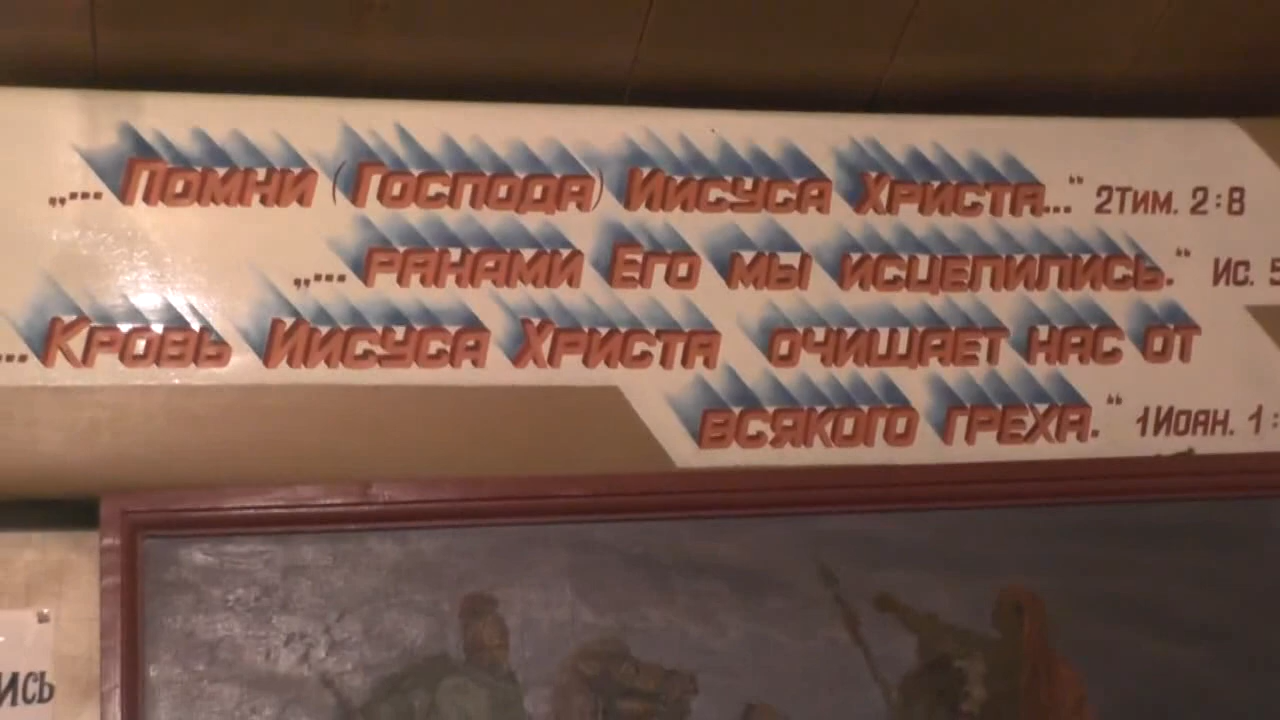 „... Помни (Господа) Иисуса Христа...“ 2Тим. 2:8
„... ранами Его мы исцелились.“ Ис. 5
... Кровь Иисуса Христа очищает нас от
всякого греха.“ 1Иоан. 1:
ись